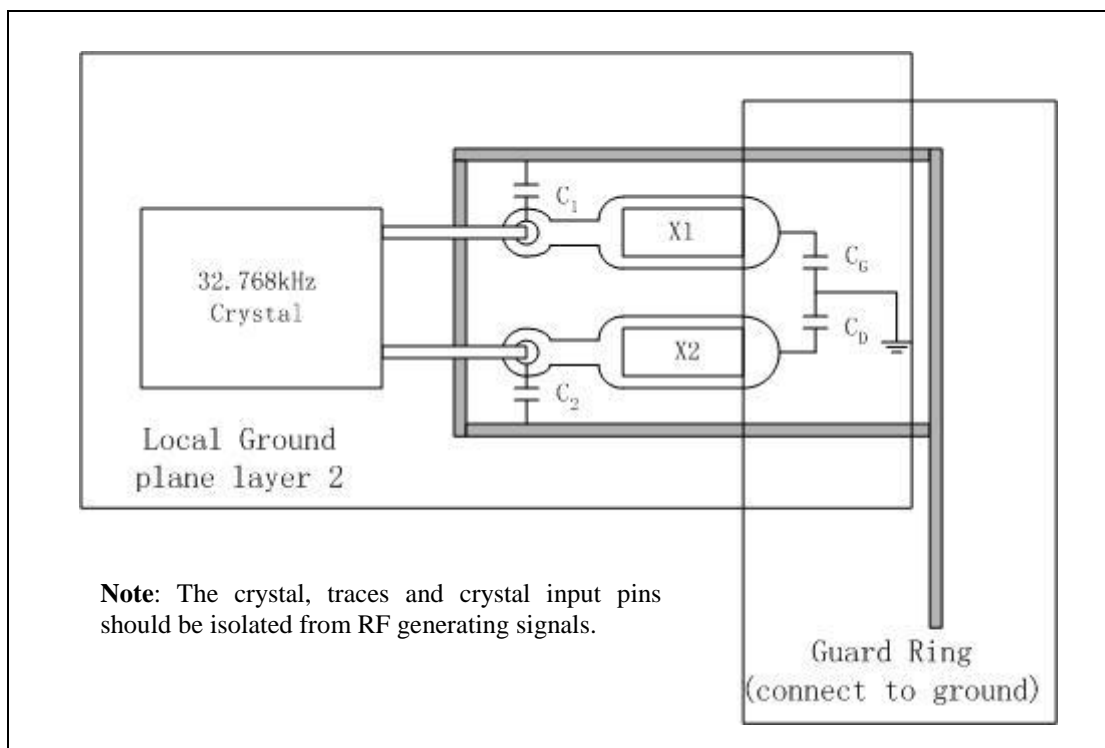 C1
X1
32.768kHz
Crystal
CG
CD
X2
C2
Local Ground
plane layer 2
Note: The crystal, traces and crystal input pins
should be isolated from RF generating signals.
Guard Ring
(connect to ground)